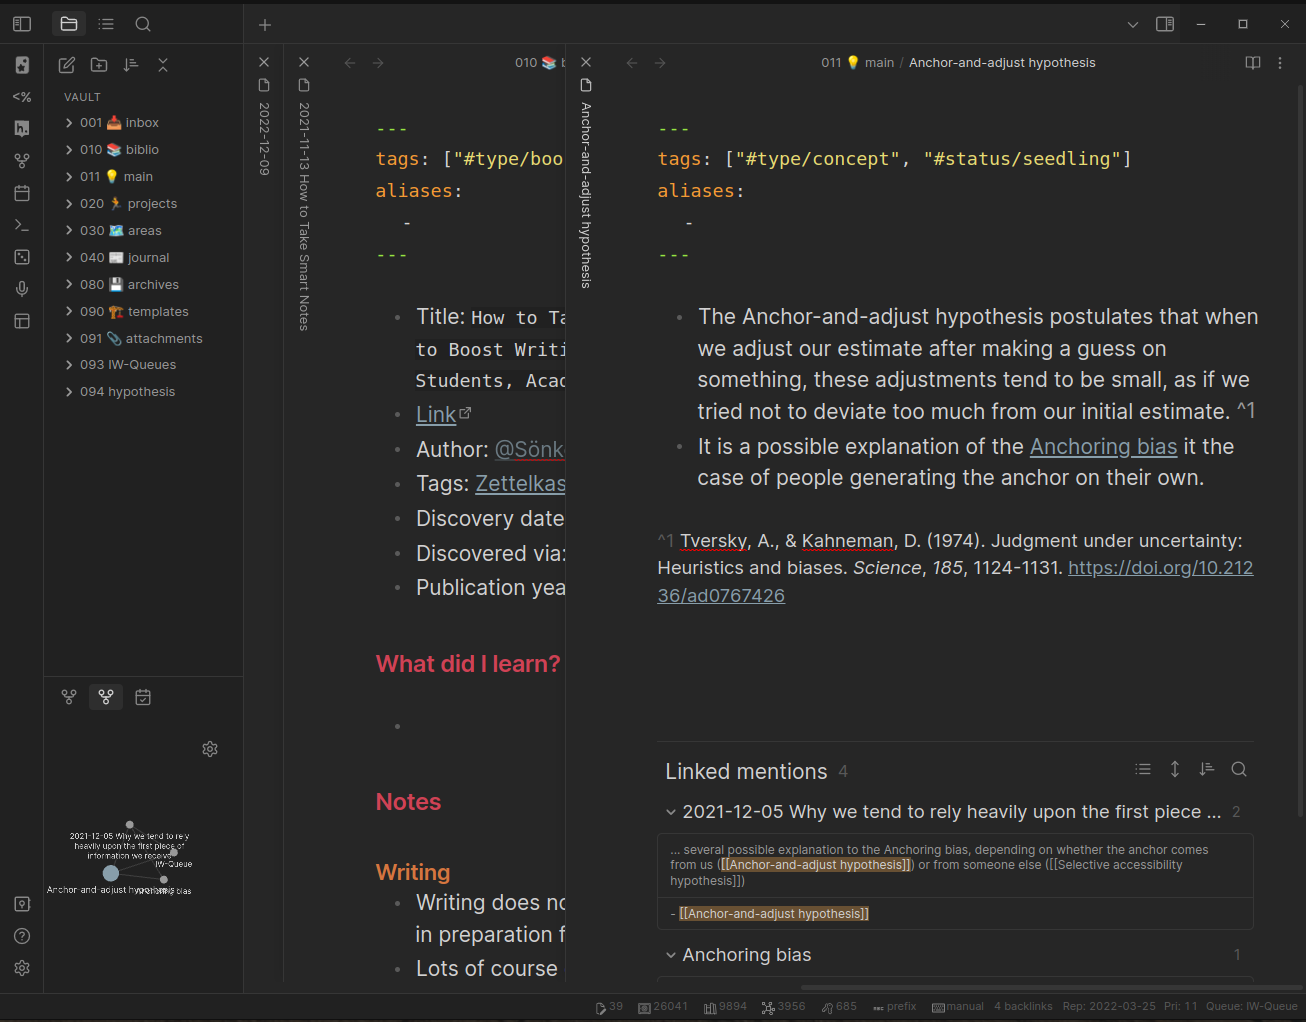 VAULT
001 📥 inbox
010 📚 biblio
011 💡 main
020 🏃 projects
030 🗺️ areas
040 📰 journal
080 💾 archives
090 🏗️ templates
091 📎 attachments
093 IW-Queues
094 hypothesis
<%
h.
2021-12-05 Why we tend to rely
heavily upon the first piece of
information we receive
IW-Queue
Anchor-and-adjust hypothesis
bias
2022-12-09
2021-11-13 How to Take Smart Notes
010 📚 b
---
tags: ["#type/boo
aliases:
-
---
Title: How to Ta
to Boost Writi
Students, Acad
Link
Author: @Sönk
Tags: Zettelkas
Discovery date
Discovered via:
Publication yea
What did I learn?
Notes
Writing
Writing does no
in preparation f
Lots of course
Anchor-and-adjust hypothesis
011 💡 main / Anchor-and-adjust hypothesis
---
tags: ["#type/concept", "#status/seedling"]
aliases:
-
---
The Anchor-and-adjust hypothesis postulates that when
we adjust our estimate after making a guess on
something, these adjustments tend to be small, as if we
tried not to deviate too much from our initial estimate. ^1
It is a possible explanation of the Anchoring bias it the
case of people generating the anchor on their own.
^1 Tversky, A., & Kahneman, D. (1974). Judgment under uncertainty:
Heuristics and biases. Science, 185, 1124-1131. https://doi.org/10.212
36/ad0767426
Linked mentions 4
2021-12-05 Why we tend to rely heavily upon the first piece ... 2
... several possible explanation to the Anchoring bias, depending on whether the anchor comes
from us ([[Anchor-and-adjust hypothesis]]) or from someone else ([[Selective accessibility
hypothesis]])
- [[Anchor-and-adjust hypothesis]]
Anchoring bias 1
39 26041 9894 3956 685 prefix manual 4 backlinks Rep: 2022-03-25 Pri: 11 Queue: IW-Queue